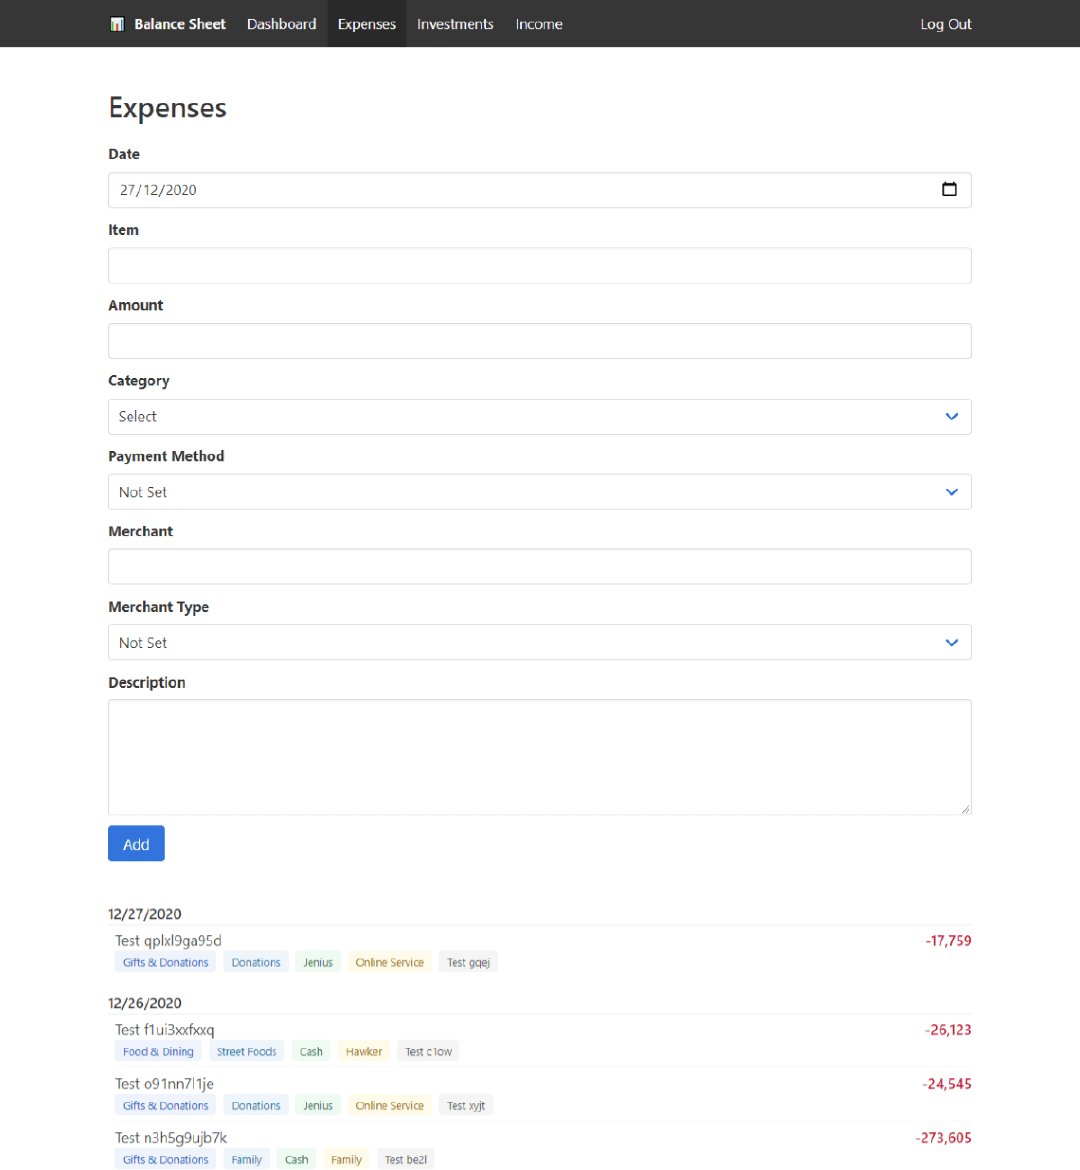 Balance Sheet Dashboard Expenses Investments Income Log Out
Expenses
Date
27/12/2020
Item
Amount
Category
Select
Payment Method
Not Set
Merchant
Merchant Type
Not Set
Description
Add
12/27/2020
Test qplxl9ga95d -17,759
Gifts & Donations Donations Jenius Online Service Test gqej
12/26/2020
Test f1ui3xxfxxq -26,123
Food & Dining Street Foods Cash Hawker Test c1ow
Test o91nn7l1je -24,545
Gifts & Donations Donations Jenius Online Service Test xyjt
Test n3h5g9ujb7k -273,605
Gifts & Donations Family Cash Family Test be2l